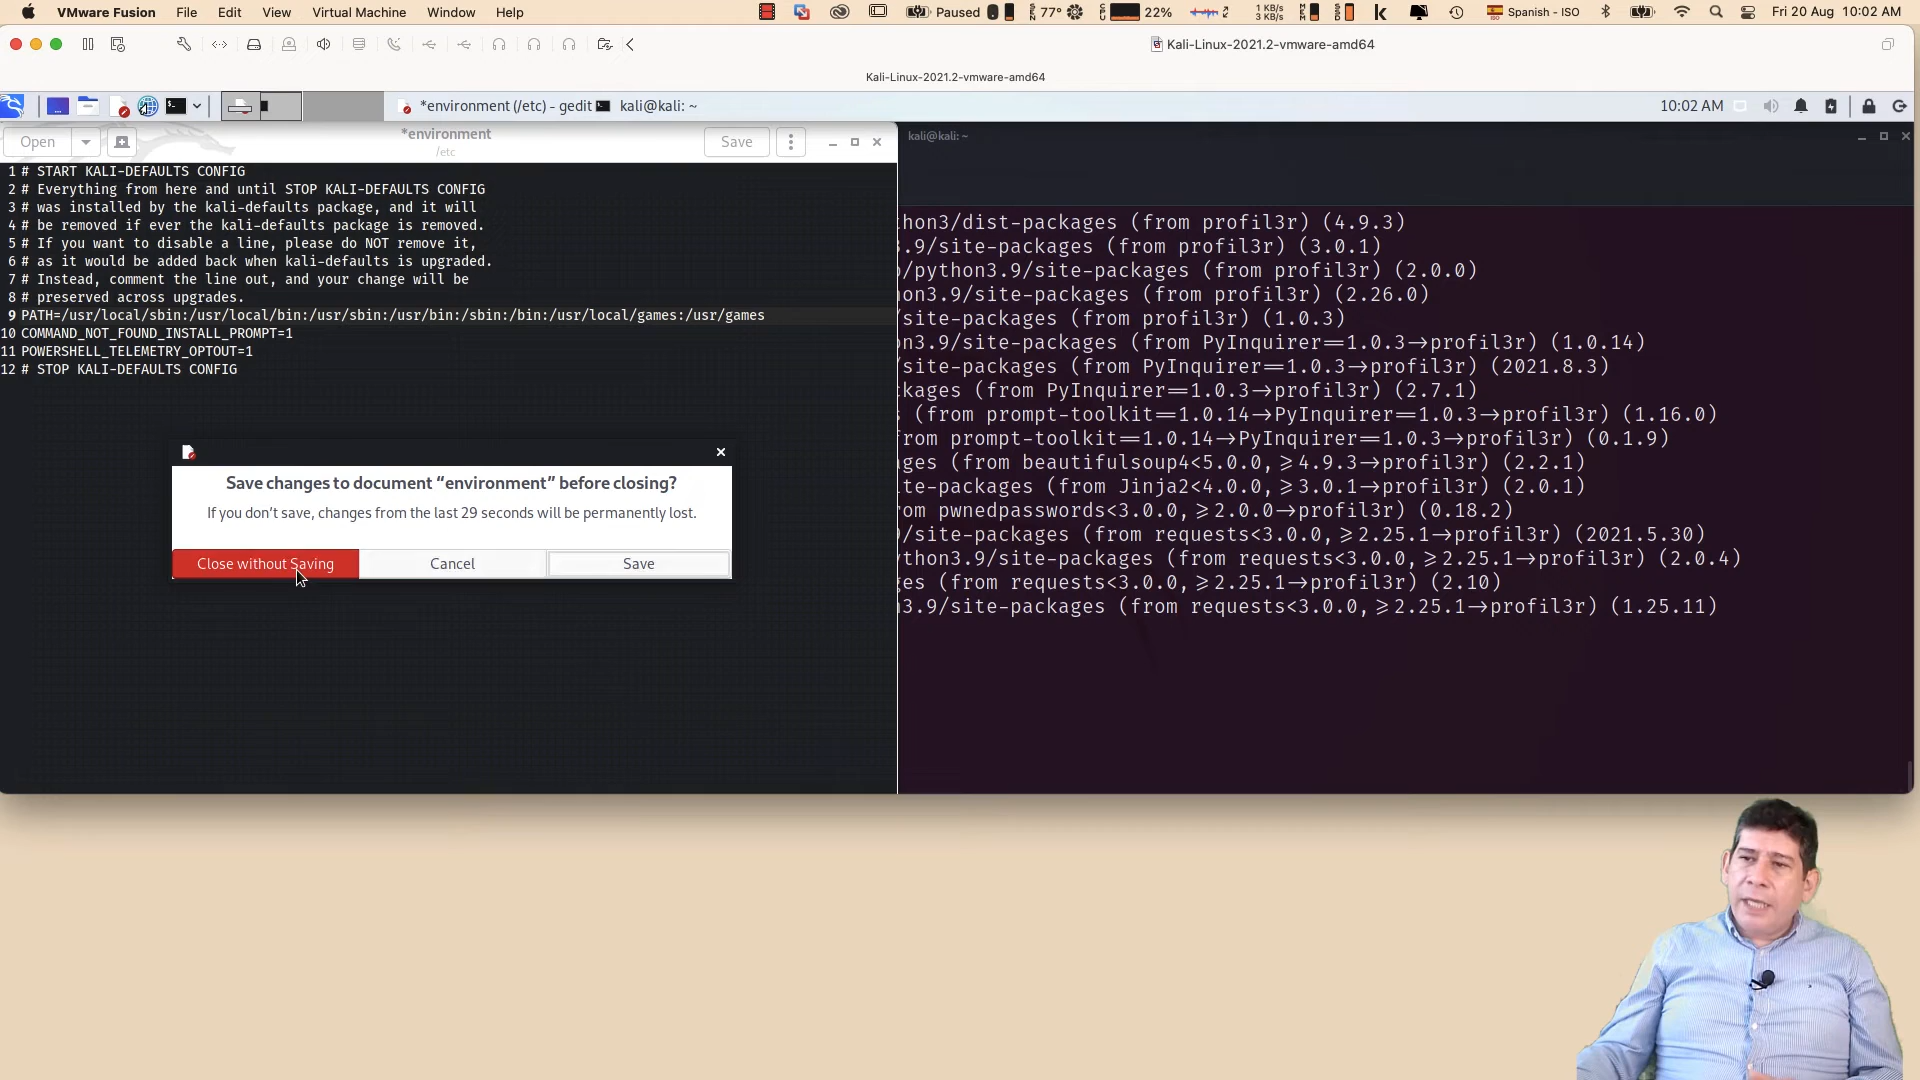 VMware Fusion File Edit View Virtual Machine Window Help Paused 77° 22% 1 KB/s 3 KB/s Spanish - ISO Fri 20 Aug 10:02 AM
Kali-Linux-2021.2-vmware-amd64
Kali-Linux-2021.2-vmware-amd64
*environment (/etc) - gedit kali@kali: ~ 10:02 AM
Open *environment Save
/etc
kali@kali: ~
1 # START KALI-DEFAULTS CONFIG
2 # Everything from here and until STOP KALI-DEFAULTS CONFIG
3 # was installed by the kali-defaults package, and it will
4 # be removed if ever the kali-defaults package is removed.
5 # If you want to disable a line, please do NOT remove it,
6 # as it would be added back when kali-defaults is upgraded.
7 # Instead, comment the line out, and your change will be
8 # preserved across upgrades.
9 PATH=/usr/local/sbin:/usr/local/bin:/usr/sbin:/usr/bin:/sbin:/bin:/usr/local/games:/usr/games
10 COMMAND_NOT_FOUND_INSTALL_PROMPT=1
11 POWERSHELL_TELEMETRY_OPTOUT=1
12 # STOP KALI-DEFAULTS CONFIG
Save changes to document “environment” before closing?
If you don’t save, changes from the last 29 seconds will be permanently lost.
Close without Saving Cancel Save
hon3/dist-packages (from profil3r) (4.9.3)
.9/site-packages (from profil3r) (3.0.1)
/python3.9/site-packages (from profil3r) (2.0.0)
on3.9/site-packages (from profil3r) (2.26.0)
/site-packages (from profil3r) (1.0.3)
n3.9/site-packages (from PyInquirer==1.0.3->profil3r) (1.0.14)
/site-packages (from PyInquirer==1.0.3->profil3r) (2021.8.3)
kages (from PyInquirer==1.0.3->profil3r) (2.7.1)
(from prompt-toolkit==1.0.14->PyInquirer==1.0.3->profil3r) (1.16.0)
rom prompt-toolkit==1.0.14->PyInquirer==1.0.3->profil3r) (0.1.9)
ges (from beautifulsoup4<5.0.0,>=4.9.3->profil3r) (2.2.1)
te-packages (from Jinja2<4.0.0,>=3.0.1->profil3r) (2.0.1)
om pwnedpasswords<3.0.0,>=2.0.0->profil3r) (0.18.2)
/site-packages (from requests<3.0.0,>=2.25.1->profil3r) (2021.5.30)
ython3.9/site-packages (from requests<3.0.0,>=2.25.1->profil3r) (2.0.4)
es (from requests<3.0.0,>=2.25.1->profil3r) (2.10)
3.9/site-packages (from requests<3.0.0,>=2.25.1->profil3r) (1.25.11)